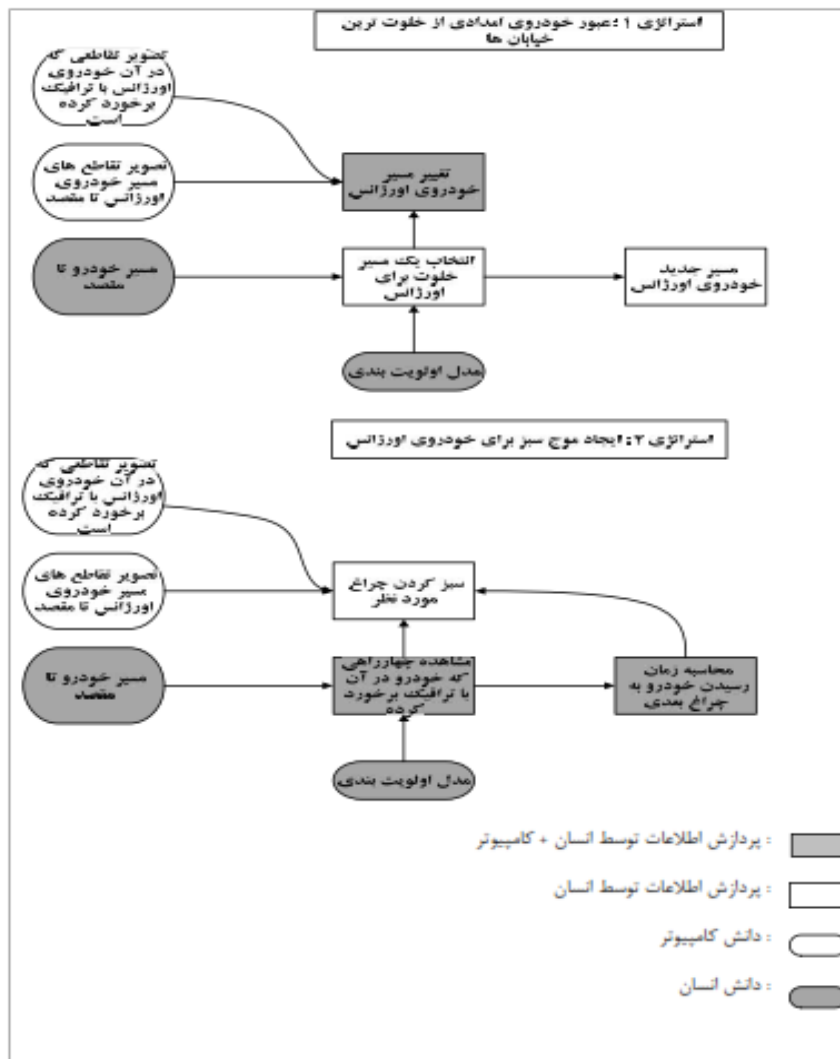 استراتژی ۱ :عبور خودروی امدادی از خلوت ترین
خیابان ها
تصویر تقاطعی که
در آن خودروی
اورژانس با ترافیک
برخورد کرده
است
تصویر تقاطع های
مسیر خودروی
اورژانس تا مقصد
تغییر مسیر
خودروی اورژانس
مسیر خودرو تا
مقصد
انتخاب یک مسیر
خلوت برای
اورژانس
مسیر جدید
خودروی اورژانس
مدل اولویت بندی
استراتژی ۲: ایجاد موج سبز برای خودروی اورژانس
تصویر تقاطعی که
در آن خودروی
اورژانس با ترافیک
برخورد کرده
است
تصویر تقاطع های
مسیر خودروی
اورژانس تا مقصد
سبز کردن چراغ
مورد نظر
مسیر خودرو تا
مقصد
مشاهده چهارراهی
که خودرو در آن
با ترافیک برخورد
کرده
محاسبه زمان
رسیدن خودرو به
چراغ بعدی
مدل اولویت بندی
: پردازش اطلاعات توسط انسان + کامپیوتر
: پردازش اطلاعات توسط انسان
: دانش کامپیوتر
: دانش انسان